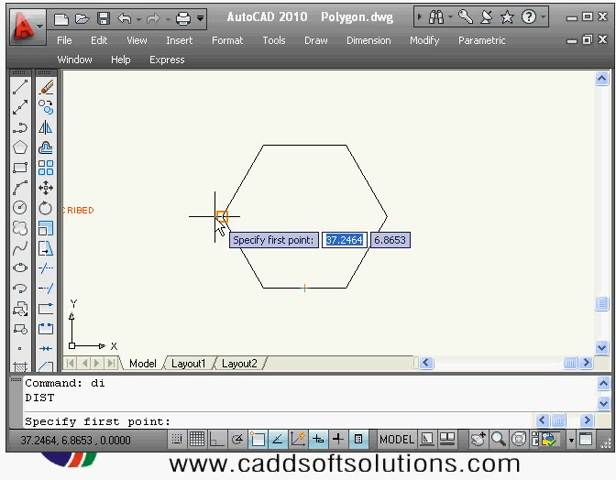 AutoCAD 2010 Polygon.dwg
File Edit View Insert Format Tools Draw Dimension Modify Parametric
Window Help Express
CRIBED
Specify first point: 37.2464 6.8653
Y
X
Model Layout1 Layout2
Command: di
DIST
Specify first point:
37.2464, 6.8653 , 0.0000 MODEL
www.caddsoftsolutions.com